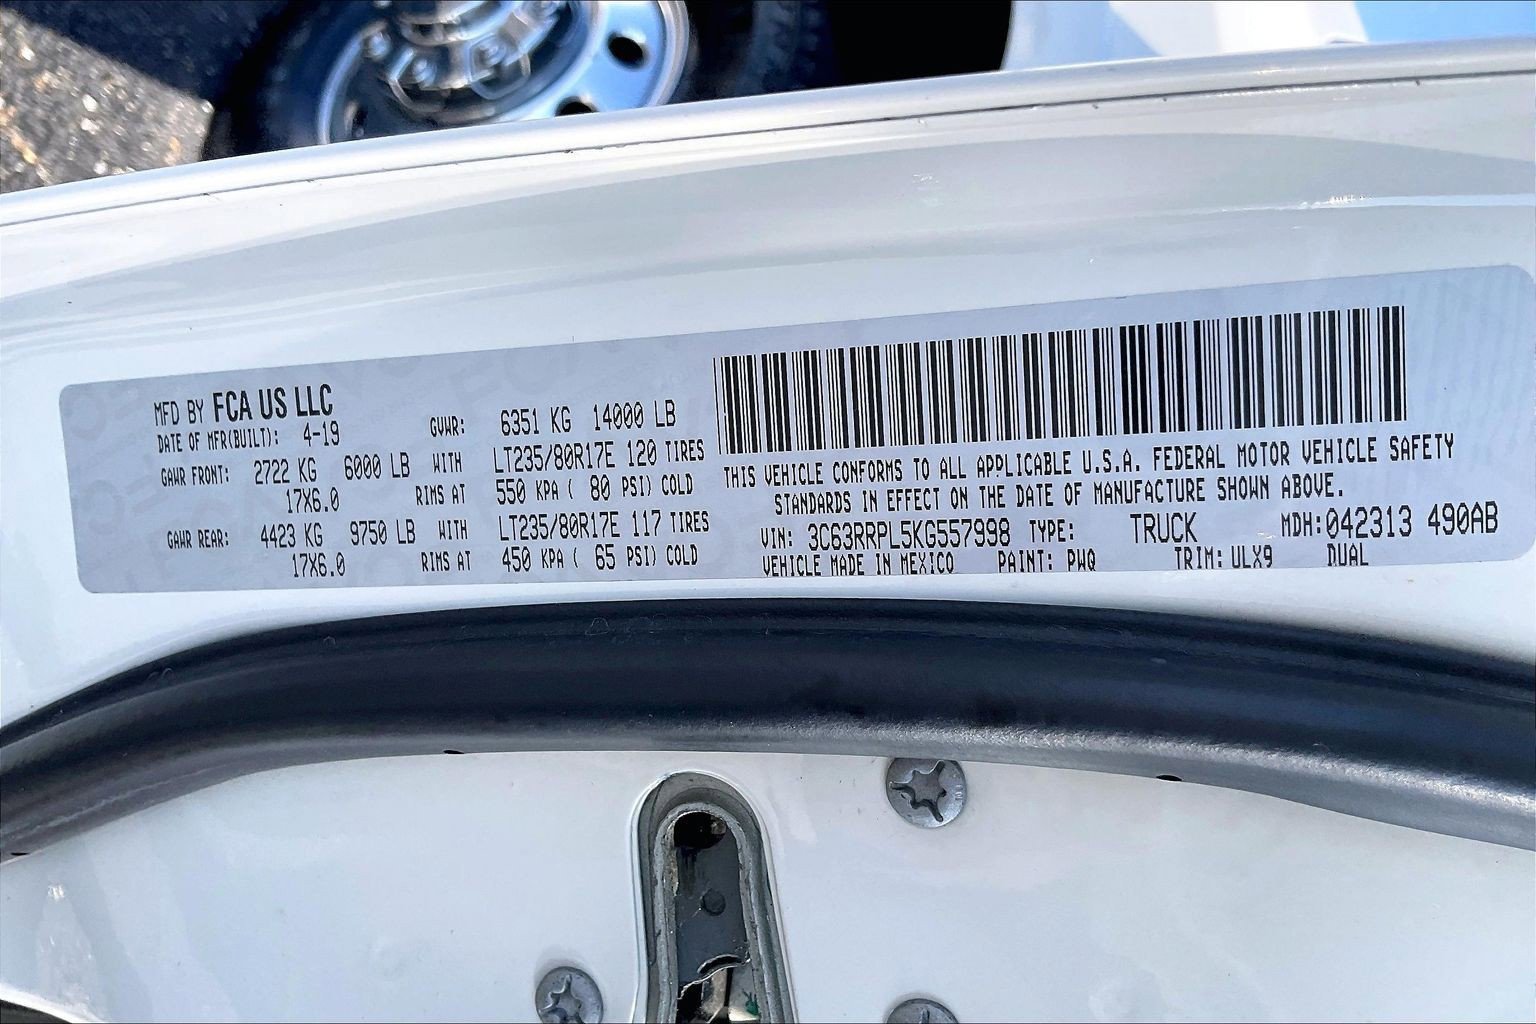 MFD BY FCA US LLC
DATE OF MFR(BUILT): 4-19 GVWR: 6351 KG 14000 LB
GAWR FRONT: 2722 KG 6000 LB WITH LT235/80R17E 120 TIRES
17X6.0 RIMS AT 550 KPA ( 80 PSI) COLD
GAWR REAR: 4423 KG 9750 LB WITH LT235/80R17E 117 TIRES
17X6.0 RIMS AT 450 KPA ( 65 PSI) COLD
THIS VEHICLE CONFORMS TO ALL APPLICABLE U.S.A. FEDERAL MOTOR VEHICLE SAFETY
STANDARDS IN EFFECT ON THE DATE OF MANUFACTURE SHOWN ABOVE.
VIN: 3C63RRPL5KG557998 TYPE: TRUCK MDH:042313 490AB
VEHICLE MADE IN MEXICO PAINT: PWQ TRIM: ULX9 DUAL